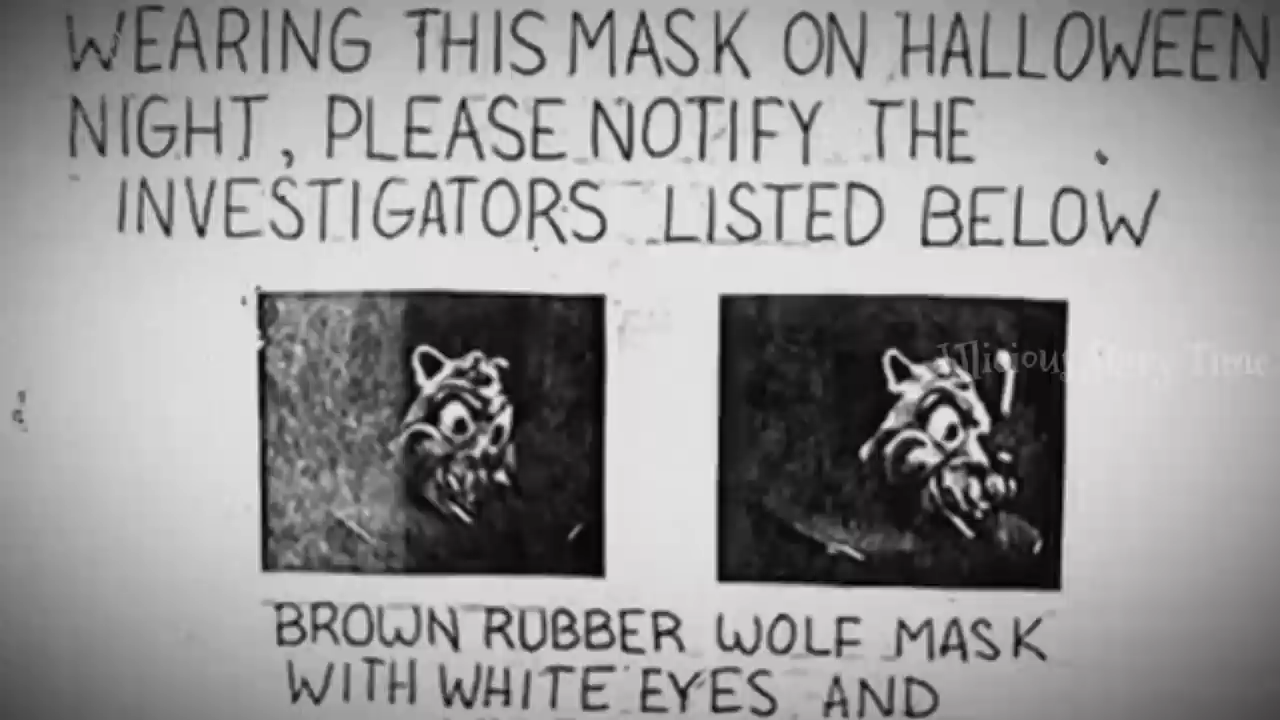 WEARING THIS MASK ON HALLOWEEN
NIGHT, PLEASE NOTIFY THE
INVESTIGATORS LISTED BELOW
Time
BROWN RUBBER WOLF MASK
WITH WHITE EYES AND